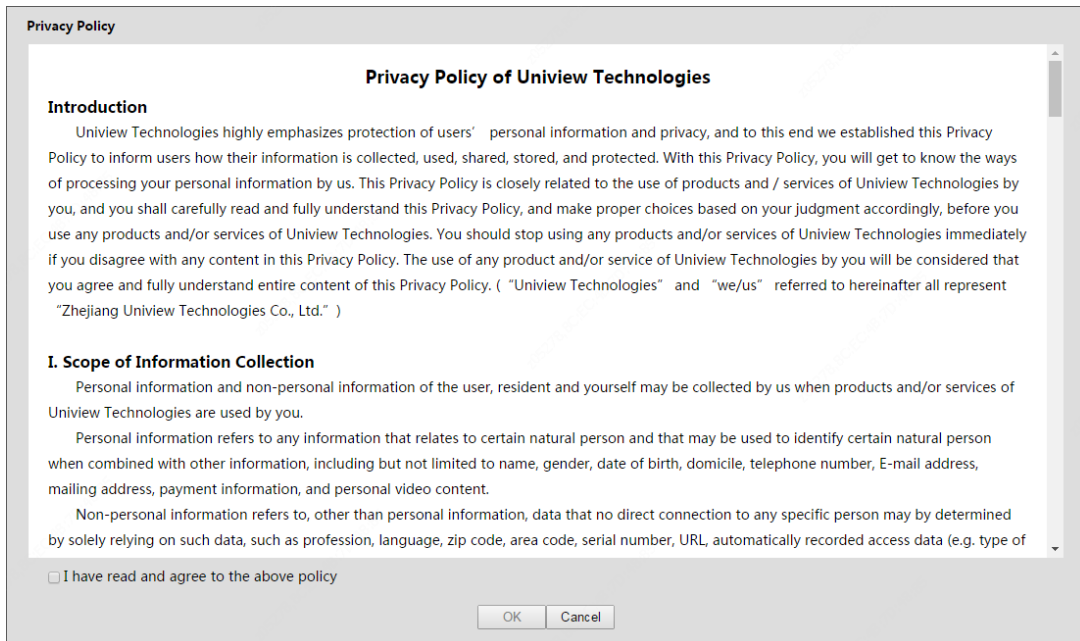 Privacy Policy
Privacy Policy of Uniview Technologies
Introduction
Uniview Technologies highly emphasizes protection of users’ personal information and privacy, and to this end we established this Privacy
Policy to inform users how their information is collected, used, shared, stored, and protected. With this Privacy Policy, you will get to know the ways
of processing your personal information by us. This Privacy Policy is closely related to the use of products and / services of Uniview Technologies by
you, and you shall carefully read and fully understand this Privacy Policy, and make proper choices based on your judgment accordingly, before you
use any products and/or services of Uniview Technologies. You should stop using any products and/or services of Uniview Technologies immediately
if you disagree with any content in this Privacy Policy. The use of any product and/or service of Uniview Technologies by you will be considered that
you agree and fully understand entire content of this Privacy Policy. ( “Uniview Technologies” and “we/us” referred to hereinafter all represent
“Zhejiang Uniview Technologies Co., Ltd.” )
I. Scope of Information Collection
Personal information and non-personal information of the user, resident and yourself may be collected by us when products and/or services of
Uniview Technologies are used by you.
Personal information refers to any information that relates to certain natural person and that may be used to identify certain natural person
when combined with other information, including but not limited to name, gender, date of birth, domicile, telephone number, E-mail address,
mailing address, payment information, and personal video content.
Non-personal information refers to, other than personal information, data that no direct connection to any specific person may by determined
by solely relying on such data, such as profession, language, zip code, area code, serial number, URL, automatically recorded access data (e.g. type of
I have read and agree to the above policy
OK Cancel